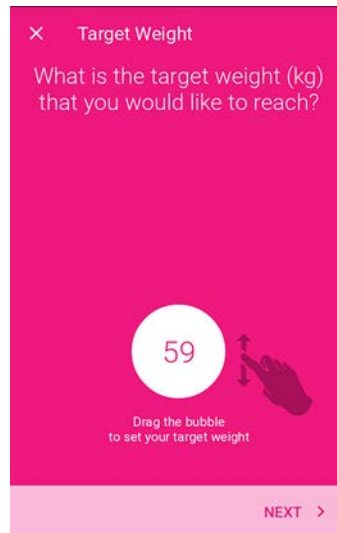 Target Weight
What is the target weight (kg)
that you would like to reach?
59
Drag the bubble
to set your target weight
NEXT